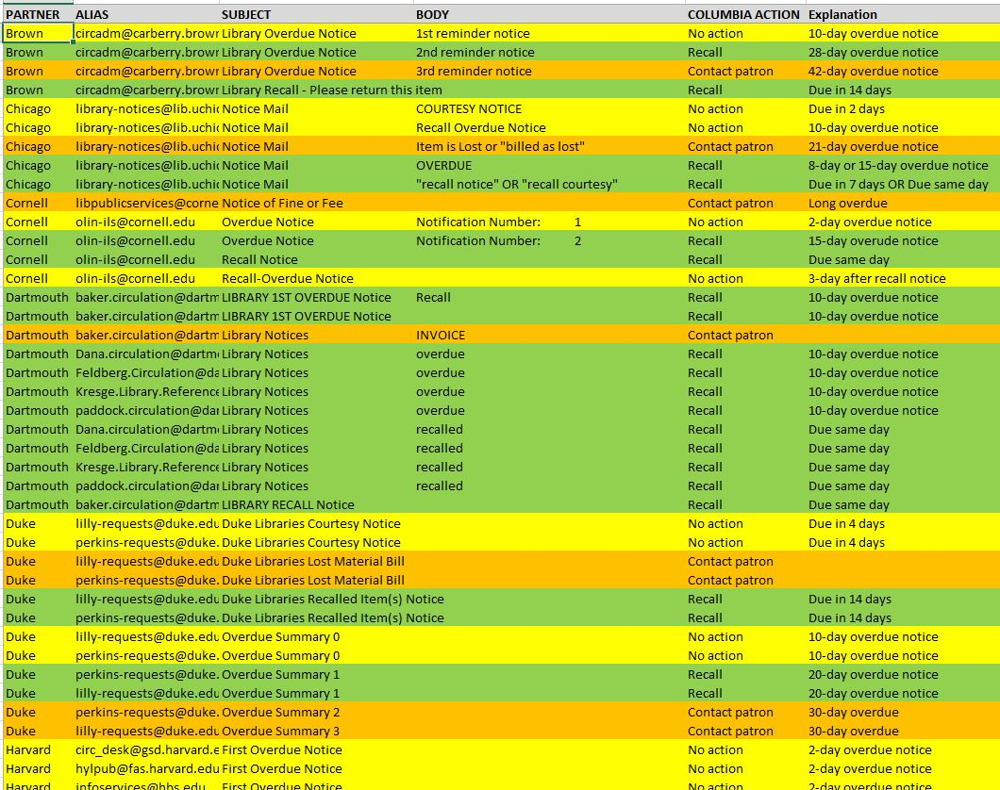 PARTNER ALIAS SUBJECT BODY COLUMBIA ACTION Explanation
Brown circadm@carberry.brown Library Overdue Notice 1st reminder notice No action 10-day overdue notice
Brown circadm@carberry.brown Library Overdue Notice 2nd reminder notice Recall 28-day overdue notice
Brown circadm@carberry.brown Library Overdue Notice 3rd reminder notice Contact patron 42-day overdue notice
Brown circadm@carberry.brown Library Recall - Please return this item Recall Due in 14 days
Chicago library-notices@lib.uchic Notice Mail COURTESY NOTICE No action Due in 2 days
Chicago library-notices@lib.uchic Notice Mail Recall Overdue Notice No action 10-day overdue notice
Chicago library-notices@lib.uchic Notice Mail Item is Lost or "billed as lost" Contact patron 21-day overdue notice
Chicago library-notices@lib.uchic Notice Mail OVERDUE Recall 8-day or 15-day overdue notice
Chicago library-notices@lib.uchic Notice Mail "recall notice" OR "recall courtesy" Recall Due in 7 days OR Due same day
Cornell libpublicservices@corne Notice of Fine or Fee Contact patron Long overdue
Cornell olin-ils@cornell.edu Overdue Notice Notification Number: 1 No action 2-day overdue notice
Cornell olin-ils@cornell.edu Overdue Notice Notification Number: 2 Recall 15-day overude notice
Cornell olin-ils@cornell.edu Recall Notice Recall Due same day
Cornell olin-ils@cornell.edu Recall-Overdue Notice No action 3-day after recall notice
Dartmouth baker.circulation@dartm LIBRARY 1ST OVERDUE Notice Recall Recall 10-day overdue notice
Dartmouth baker.circulation@dartm LIBRARY 1ST OVERDUE Notice Recall 10-day overdue notice
Dartmouth baker.circulation@dartm Library Notices INVOICE Contact patron
Dartmouth Dana.circulation@dartm Library Notices overdue Recall 10-day overdue notice
Dartmouth Feldberg.Circulation@da Library Notices overdue Recall 10-day overdue notice
Dartmouth Kresge.Library.Reference Library Notices overdue Recall 10-day overdue notice
Dartmouth paddock.circulation@dar Library Notices overdue Recall 10-day overdue notice
Dartmouth Dana.circulation@dartm Library Notices recalled Recall Due same day
Dartmouth Feldberg.Circulation@da Library Notices recalled Recall Due same day
Dartmouth Kresge.Library.Reference Library Notices recalled Recall Due same day
Dartmouth paddock.circulation@dar Library Notices recalled Recall Due same day
Dartmouth baker.circulation@dartm LIBRARY RECALL Notice Recall Due same day
Duke lilly-requests@duke.edu Duke Libraries Courtesy Notice No action Due in 4 days
Duke perkins-requests@duke. Duke Libraries Courtesy Notice No action Due in 4 days
Duke lilly-requests@duke.edu Duke Libraries Lost Material Bill Contact patron
Duke perkins-requests@duke. Duke Libraries Lost Material Bill Contact patron
Duke lilly-requests@duke.edu Duke Libraries Recalled Item(s) Notice Recall Due in 14 days
Duke perkins-requests@duke. Duke Libraries Recalled Item(s) Notice Recall Due in 14 days
Duke lilly-requests@duke.edu Overdue Summary 0 No action 10-day overdue notice
Duke perkins-requests@duke. Overdue Summary 0 No action 10-day overdue notice
Duke perkins-requests@duke. Overdue Summary 1 Recall 20-day overdue notice
Duke lilly-requests@duke.edu Overdue Summary 1 Recall 20-day overdue notice
Duke perkins-requests@duke. Overdue Summary 2 Contact patron 30-day overdue
Duke lilly-requests@duke.edu Overdue Summary 3 Contact patron 30-day overdue
Harvard circ_desk@gsd.harvard.e First Overdue Notice No action 2-day overdue notice
Harvard hylpub@fas.harvard.edu First Overdue Notice No action 2-day overdue notice
Harvard infoservices@hbs.edu First Overdue Notice No action 2-day overdue notice